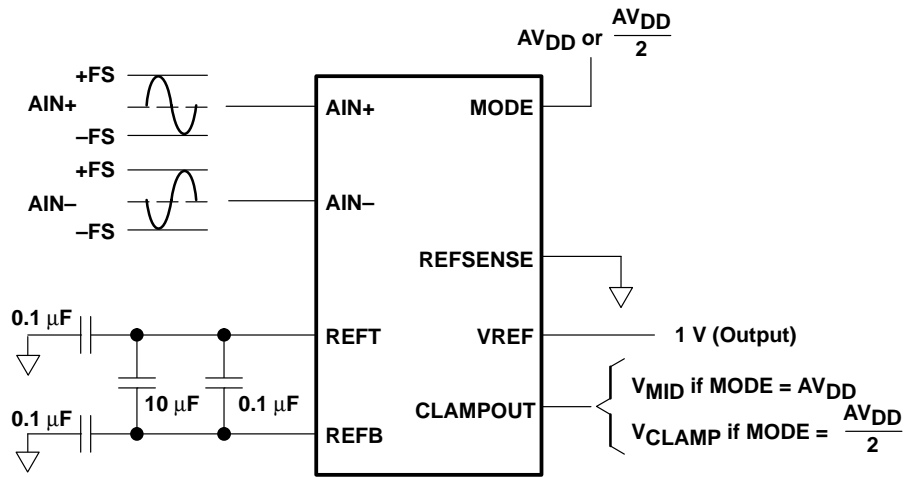 AVDD or AVDD
2
+FS
AIN+
–FS
+FS
AIN–
–FS
AIN+
MODE
AIN–
REFSENSE
0.1 μF
REFT
VREF
1 V (Output)
10 μF
0.1 μF
VMID if MODE = AVDD
CLAMPOUT
0.1 μF
REFB
VCLAMP if MODE = AVDD
2